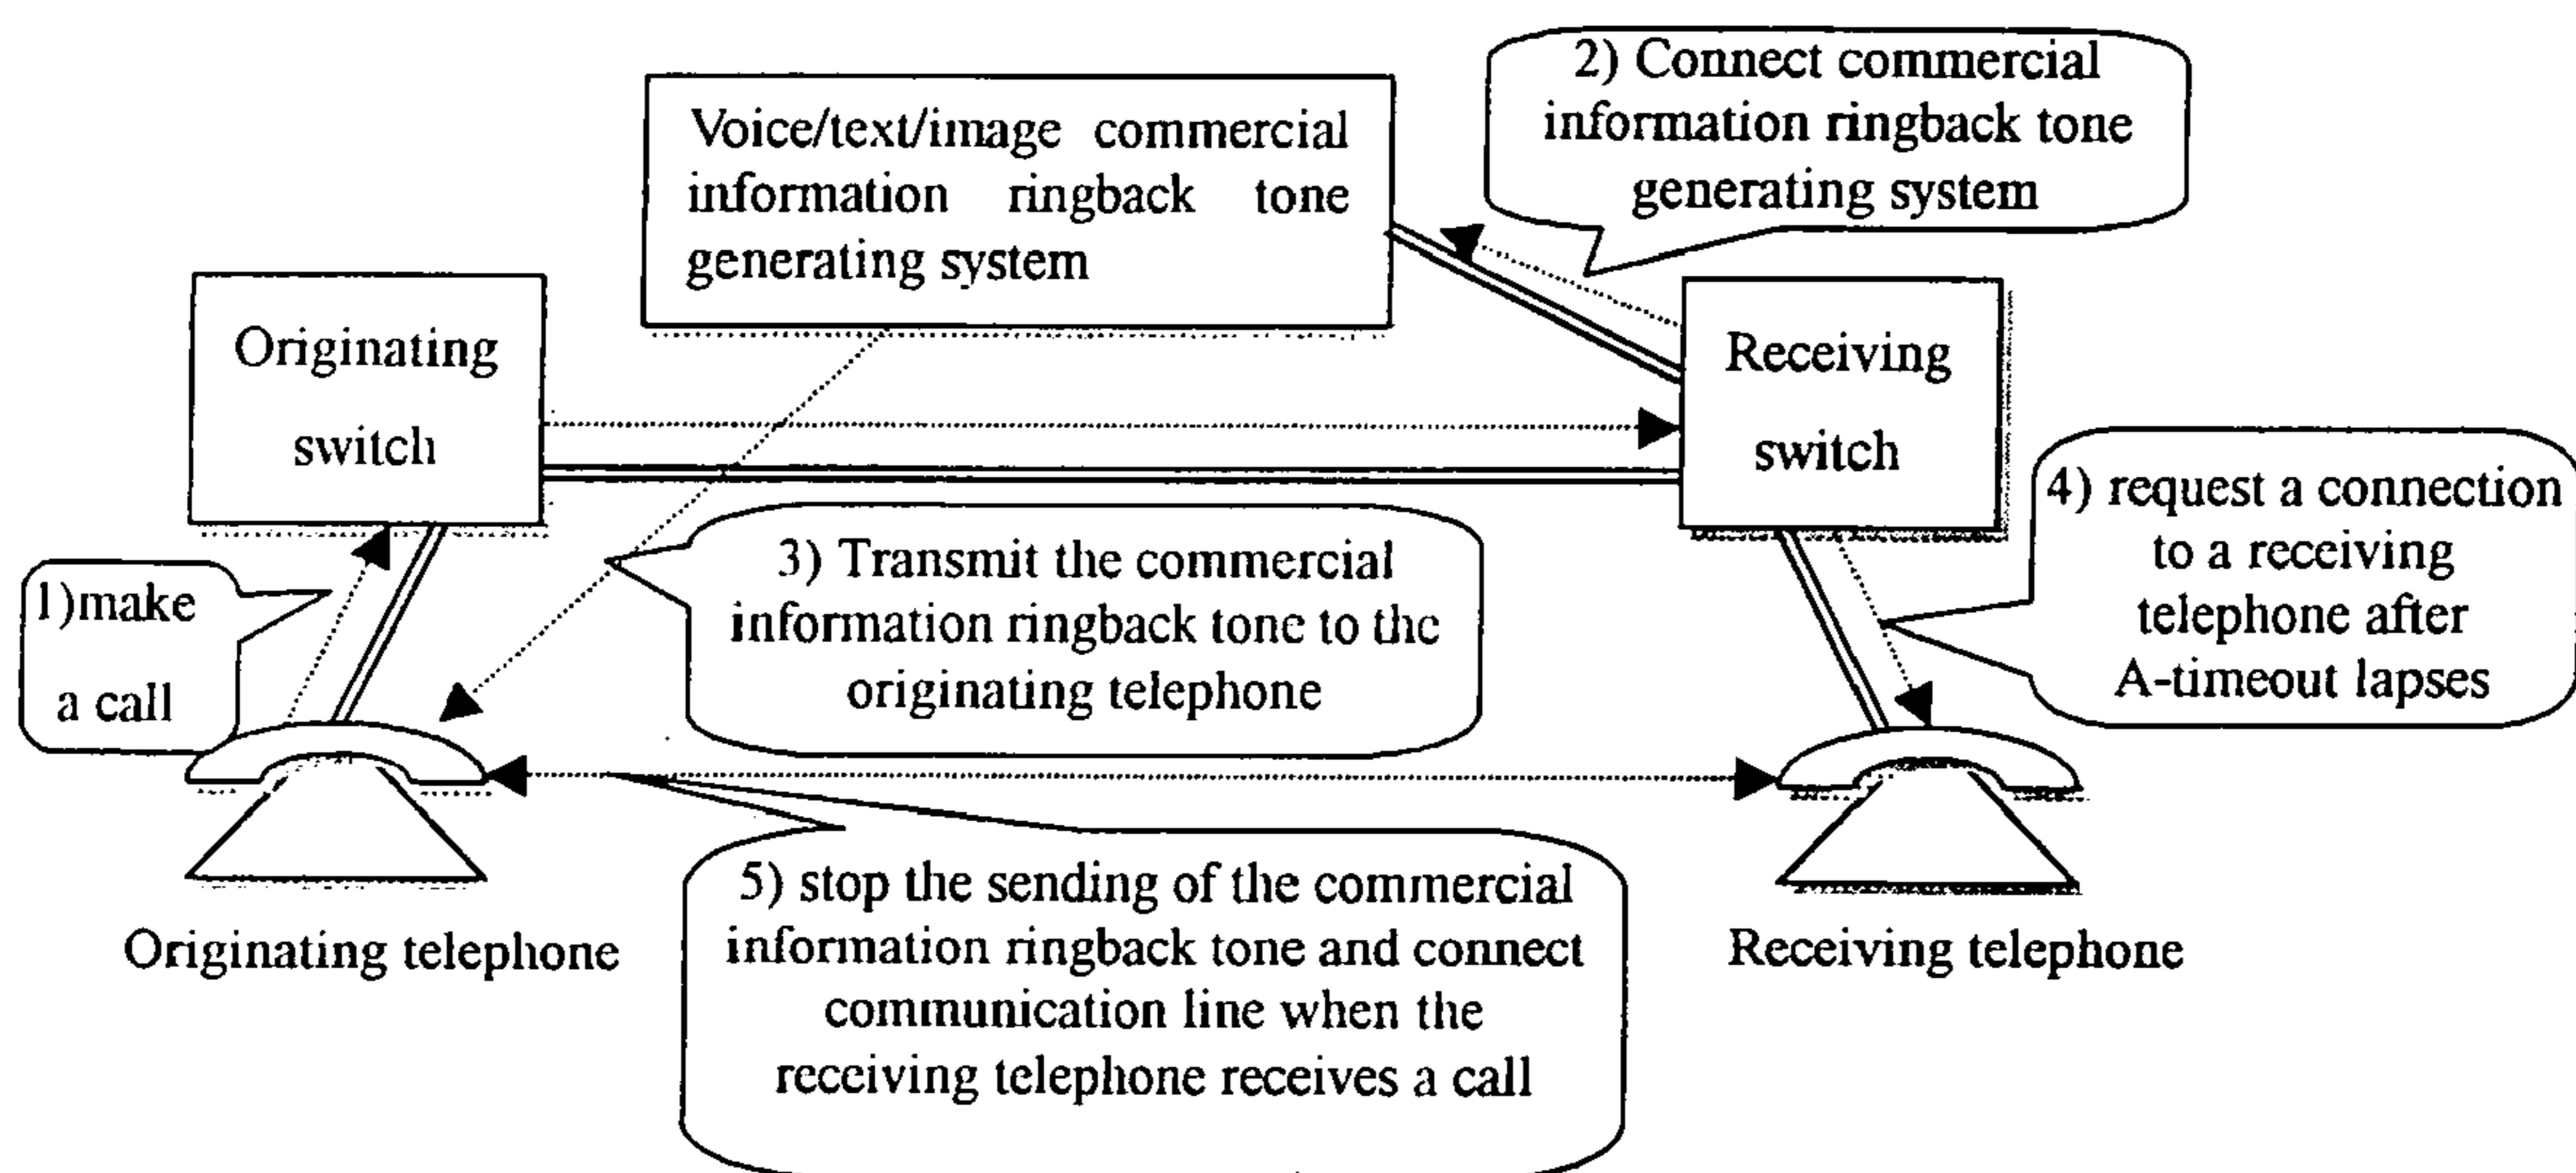 2) Connect commercial
information ringback tone
generating system
Voice/text/image commercial
information ringback tone
generating system
Originating
switch
Receiving
switch
1)make
a call
3) Transmit the commercial
information ringback tone to the
originating telephone
4) request a connection
to a receiving
telephone after
A-timeout lapses
5) stop the sending of the commercial
information ringback tone and connect
communication line when the
receiving telephone receives a call
Originating telephone
Receiving telephone